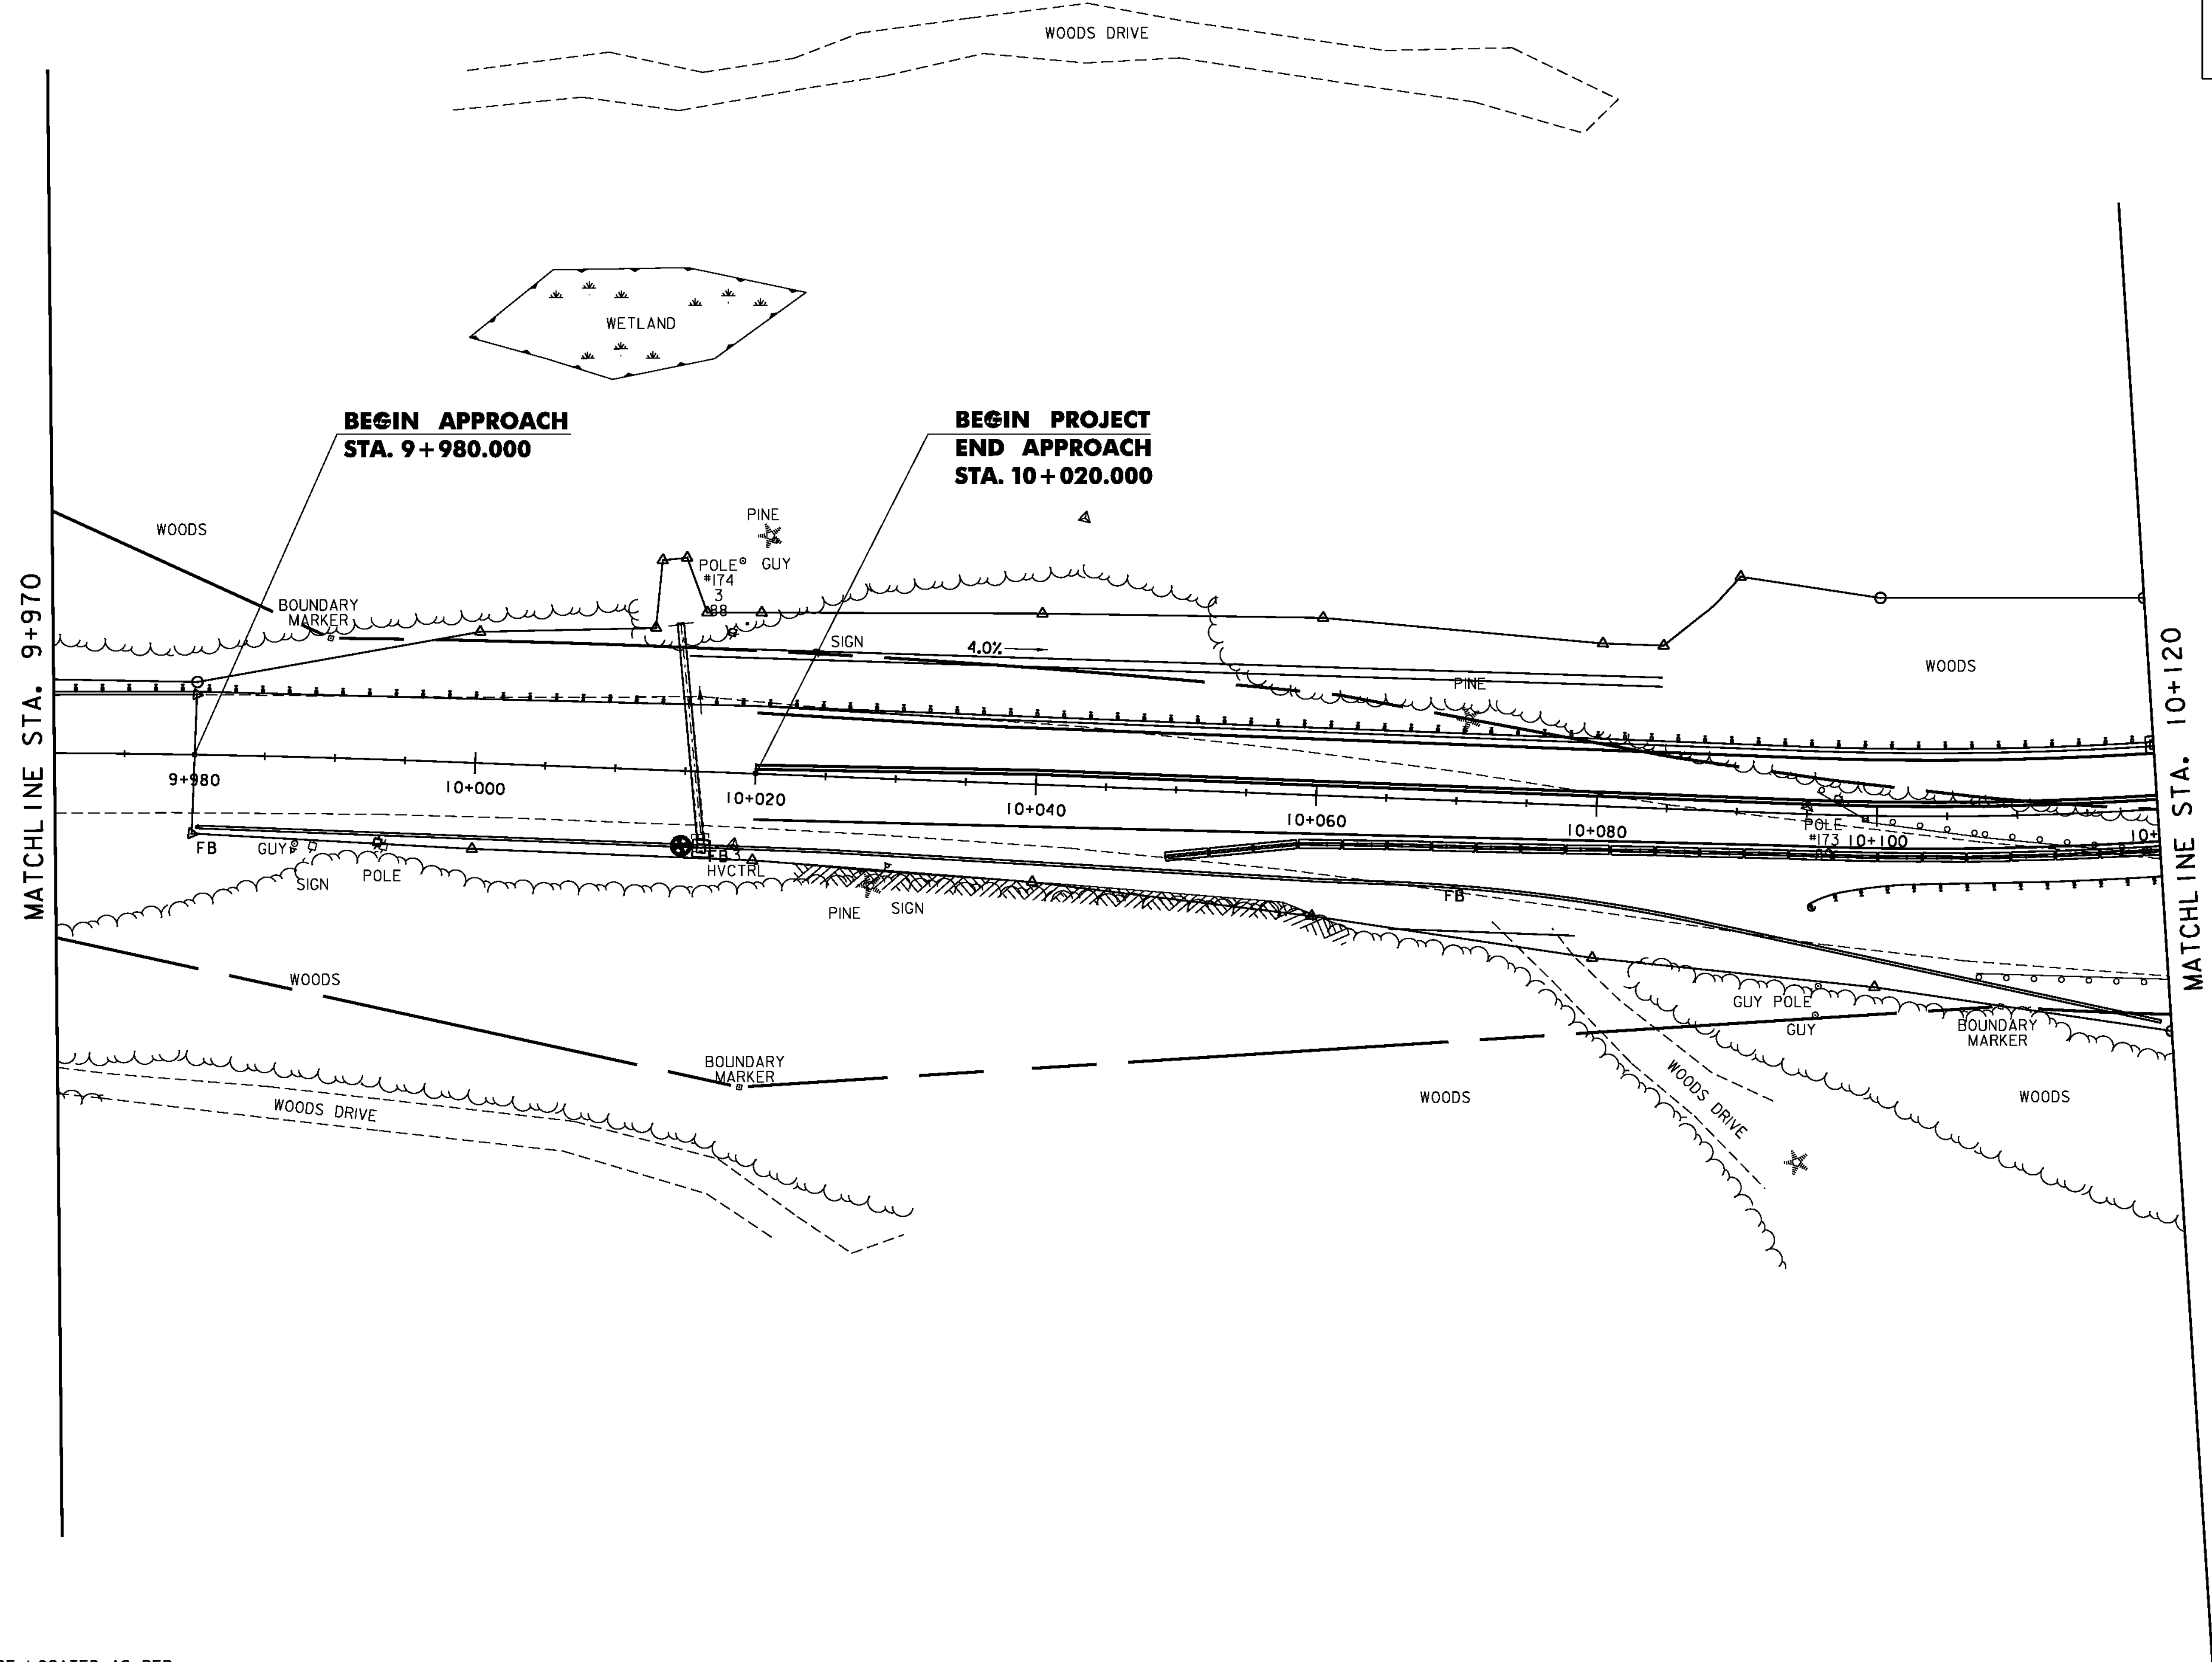 WOODS DRIVE
WETLAND
BEGIN APPROACH
STA. 9+980.000
BEGIN PROJECT
END APPROACH
STA. 10+020.000
MATCHLINE STA. 9+970
WOODS
PINE
POLE
GUY
#174
3
88
BOUNDARY
MARKER
SIGN
4.0%
WOODS
PINE
MATCHLINE STA. 10+120
9+980
10+000
10+020
10+040
10+060
10+080
POLE
#173
10+100
10+
FB
GUY
SIGN
POLE
FB 3
HVCTRL
PINE
SIGN
FB
WOODS
GUY POLE
GUY
BOUNDARY
MARKER
BOUNDARY
MARKER
WOODS DRIVE
WOODS DRIVE
WOODS
WOODS